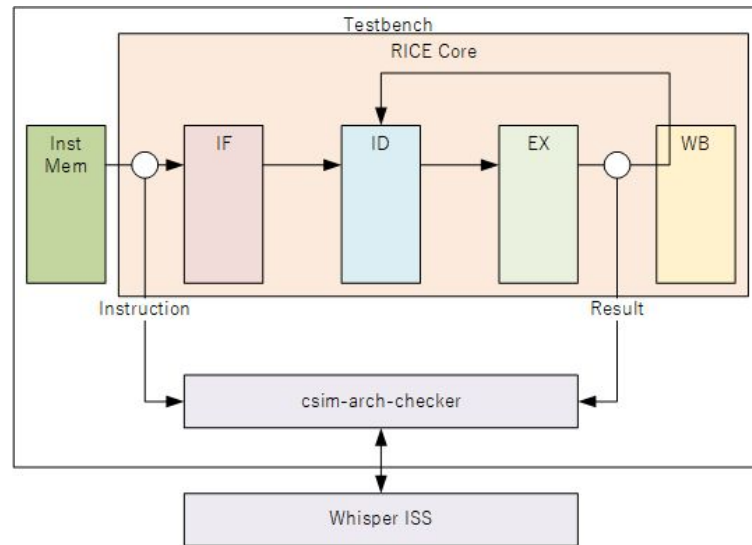 Testbench
RICE Core
Inst
Mem
IF
ID
EX
WB
Instruction
Result
csim-arch-checker
Whisper ISS